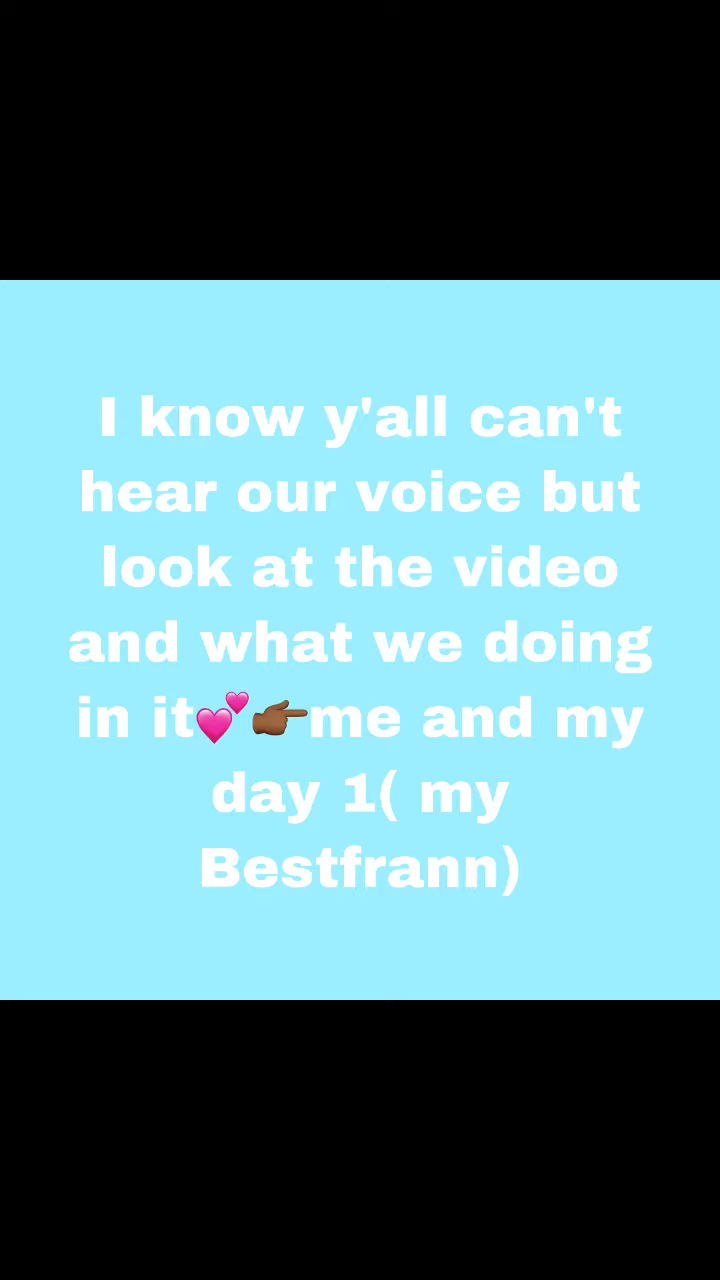 I know y'all can't
hear our voice but
look at the video
and what we doing
in it💕👉🏾me and my
day 1( my
Bestfrann)